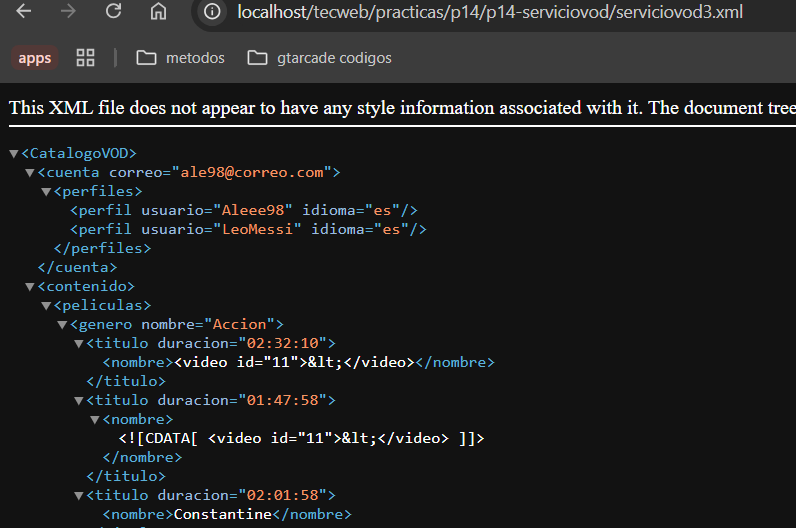 localhost/tecweb/practicas/p14/p14-serviciovod/serviciovod3.xml
apps metodos gtarcade codigos
This XML file does not appear to have any style information associated with it. The document tree
<CatalogoVOD>
<cuenta correo="ale98@correo.com">
<perfiles>
<perfil usuario="Aleee98" idioma="es"/>
<perfil usuario="LeoMessi" idioma="es"/>
</perfiles>
</cuenta>
<contenido>
<peliculas>
<genero nombre="Accion">
<titulo duracion="02:32:10">
<nombre><video id="11">&lt;</video></nombre>
</titulo>
<titulo duracion="01:47:58">
<nombre>
<![CDATA[ <video id="11">&lt;</video> ]]>
</nombre>
</titulo>
<titulo duracion="02:01:58">
<nombre>Constantine</nombre>